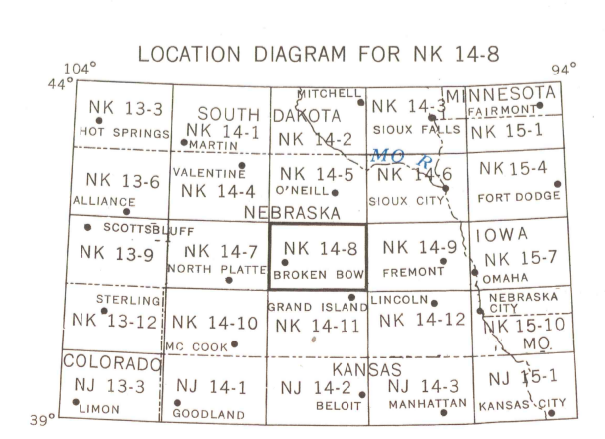 LOCATION DIAGRAM FOR NK 14-8
104°
94°
44°
NK 13-3
HOT SPRINGS
SOUTH DAKOTA
NK 14-1
MARTIN
MITCHELL
NK 14-2
NK 14-3
SIOUX FALLS
MINNESOTA
FAIRMONT
NK 15-1
MO R.
NK 13-6
ALLIANCE
VALENTINE
NK 14-4
NK 14-5
O'NEILL
NK 14-6
SIOUX CITY
NK 15-4
FORT DODGE
NEBRASKA
SCOTTSBLUFF
NK 13-9
NK 14-7
NORTH PLATTE
NK 14-8
BROKEN BOW
NK 14-9
FREMONT
IOWA
NK 15-7
OMAHA
STERLING
NK 13-12
NK 14-10
MC COOK
GRAND ISLAND
NK 14-11
LINCOLN
NK 14-12
NEBRASKA
CITY
NK 15-10
MO.
COLORADO
NJ 13-3
LIMON
NJ 14-1
GOODLAND
KANSAS
NJ 14-2
BELOIT
NJ 14-3
MANHATTAN
NJ 15-1
KANSAS CITY
39°